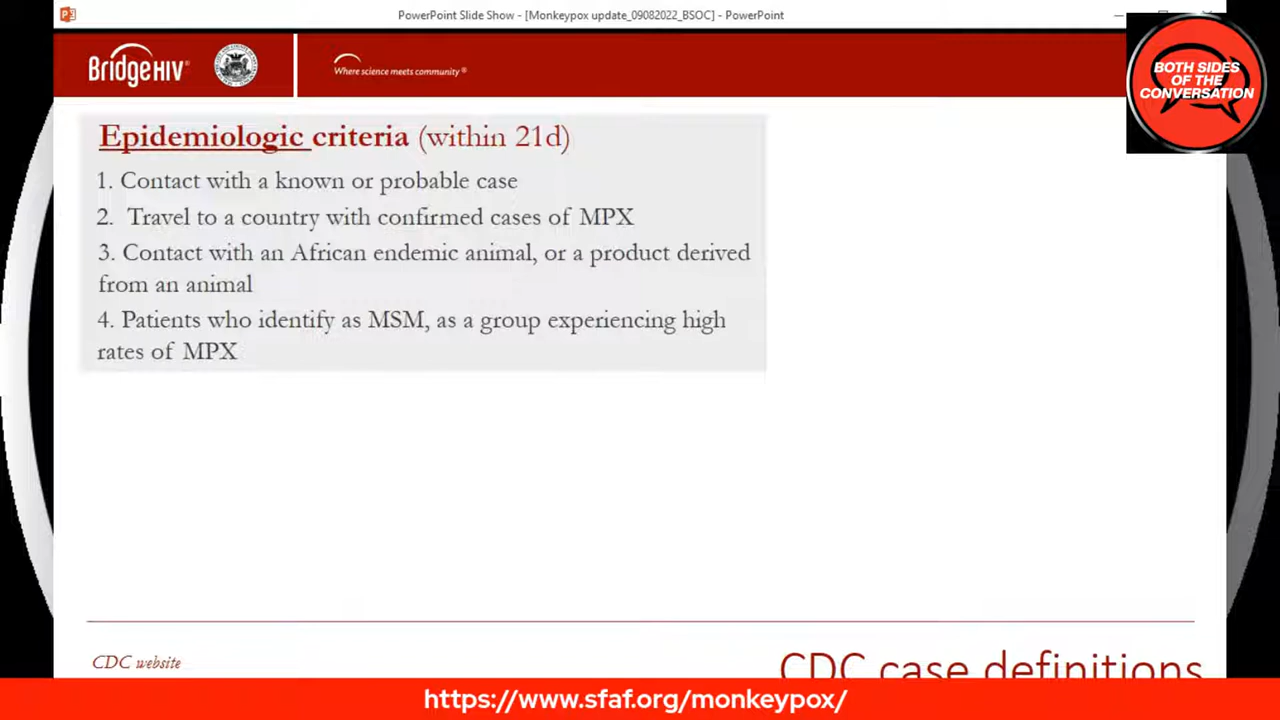 PowerPoint Slide Show - [Monkeypox update_09082022_BSOC] - PowerPoint
BridgeHIV®
Where science meets community®
BOTH SIDES
OF THE
CONVERSATION
Epidemiologic criteria (within 21d)
1. Contact with a known or probable case
2. Travel to a country with confirmed cases of MPX
3. Contact with an African endemic animal, or a product derived
from an animal
4. Patients who identify as MSM, as a group experiencing high
rates of MPX
CDC website
CDC case definitions
https://www.sfaf.org/monkeypox/